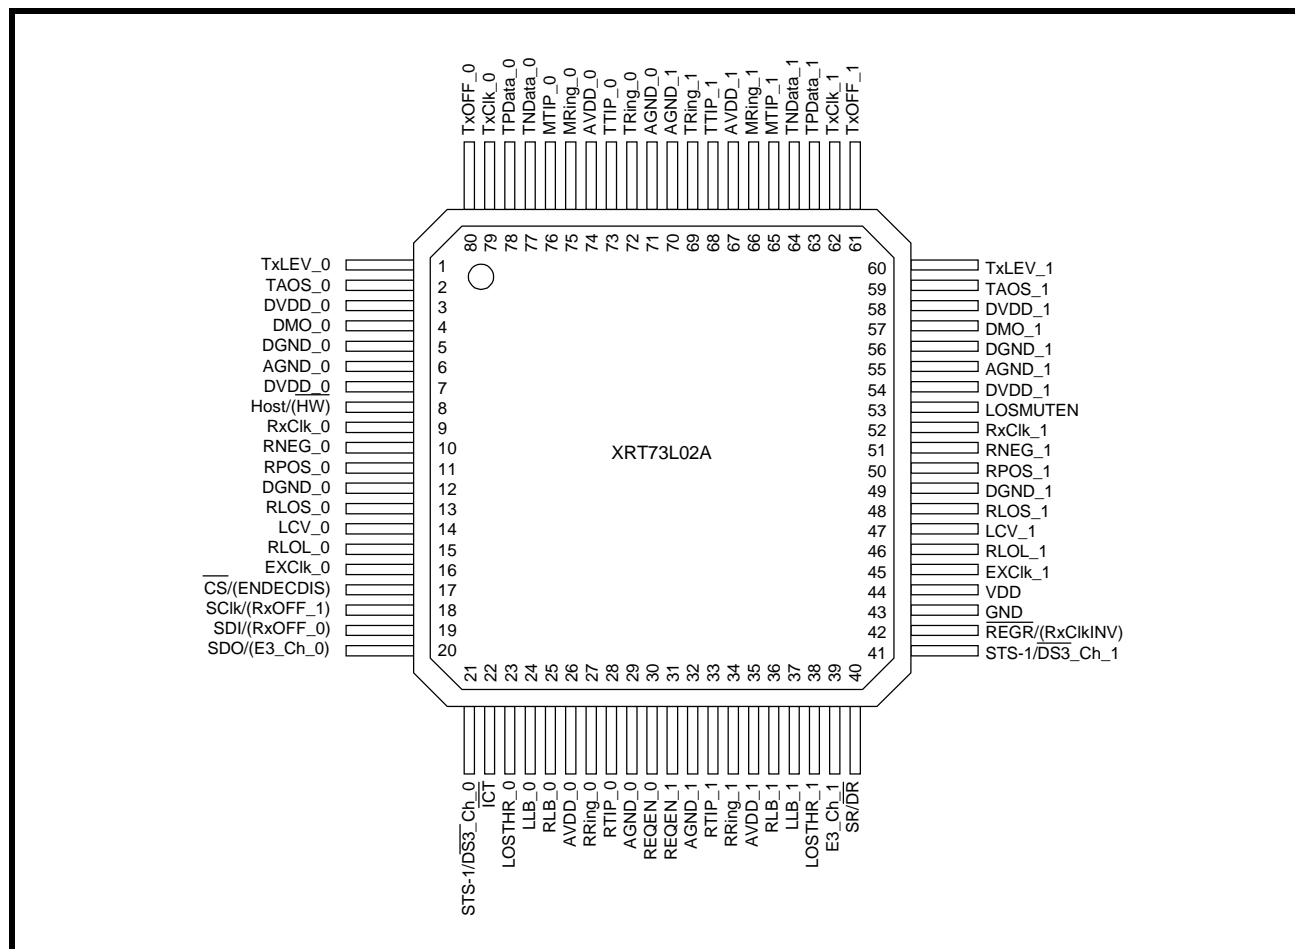 TxOFF_0
TxClk_0
TPData_0
TNData_0
MTIP_0
MRing_0
AVDD_0
TTIP_0
TRing_0
AGND_0
AGND_1
TRing_1
TTIP_1
AVDD_1
MRing_1
MTIP_1
TNData_1
TPData_1
TxClk_1
TxOFF_1
80
79
78
77
76
75
74
73
72
71
70
69
68
67
66
65
64
63
62
61
TxLEV_0 1
TAOS_0 2
DVDD_0 3
DMO_0 4
DGND_0 5
AGND_0 6
DVDD_0 7
Host/(HW) 8
RxClk_0 9
RNEG_0 10
RPOS_0 11
DGND_0 12
RLOS_0 13
LCV_0 14
RLOL_0 15
EXClk_0 16
CS/(ENDECDIS) 17
SClk/(RxOFF_1) 18
SDI/(RxOFF_0) 19
SDO/(E3_Ch_0) 20
XRT73L02A
60 TxLEV_1
59 TAOS_1
58 DVDD_1
57 DMO_1
56 DGND_1
55 AGND_1
54 DVDD_1
53 LOSMUTEN
52 RxClk_1
51 RNEG_1
50 RPOS_1
49 DGND_1
48 RLOS_1
47 LCV_1
46 RLOL_1
45 EXClk_1
44 VDD
43 GND
42 REGR/(RxClkINV)
41 STS-1/DS3_Ch_1
21
22
23
24
25
26
27
28
29
30
31
32
33
34
35
36
37
38
39
40
STS-1/DS3_Ch_0
ICT
LOSTHR_0
LLB_0
RLB_0
AVDD_0
RRing_0
RTIP_0
AGND_0
REQEN_0
REQEN_1
AGND_1
RTIP_1
RRing_1
AVDD_1
RLB_1
LLB_1
LOSTHR_1
E3_Ch_1
SR/DR